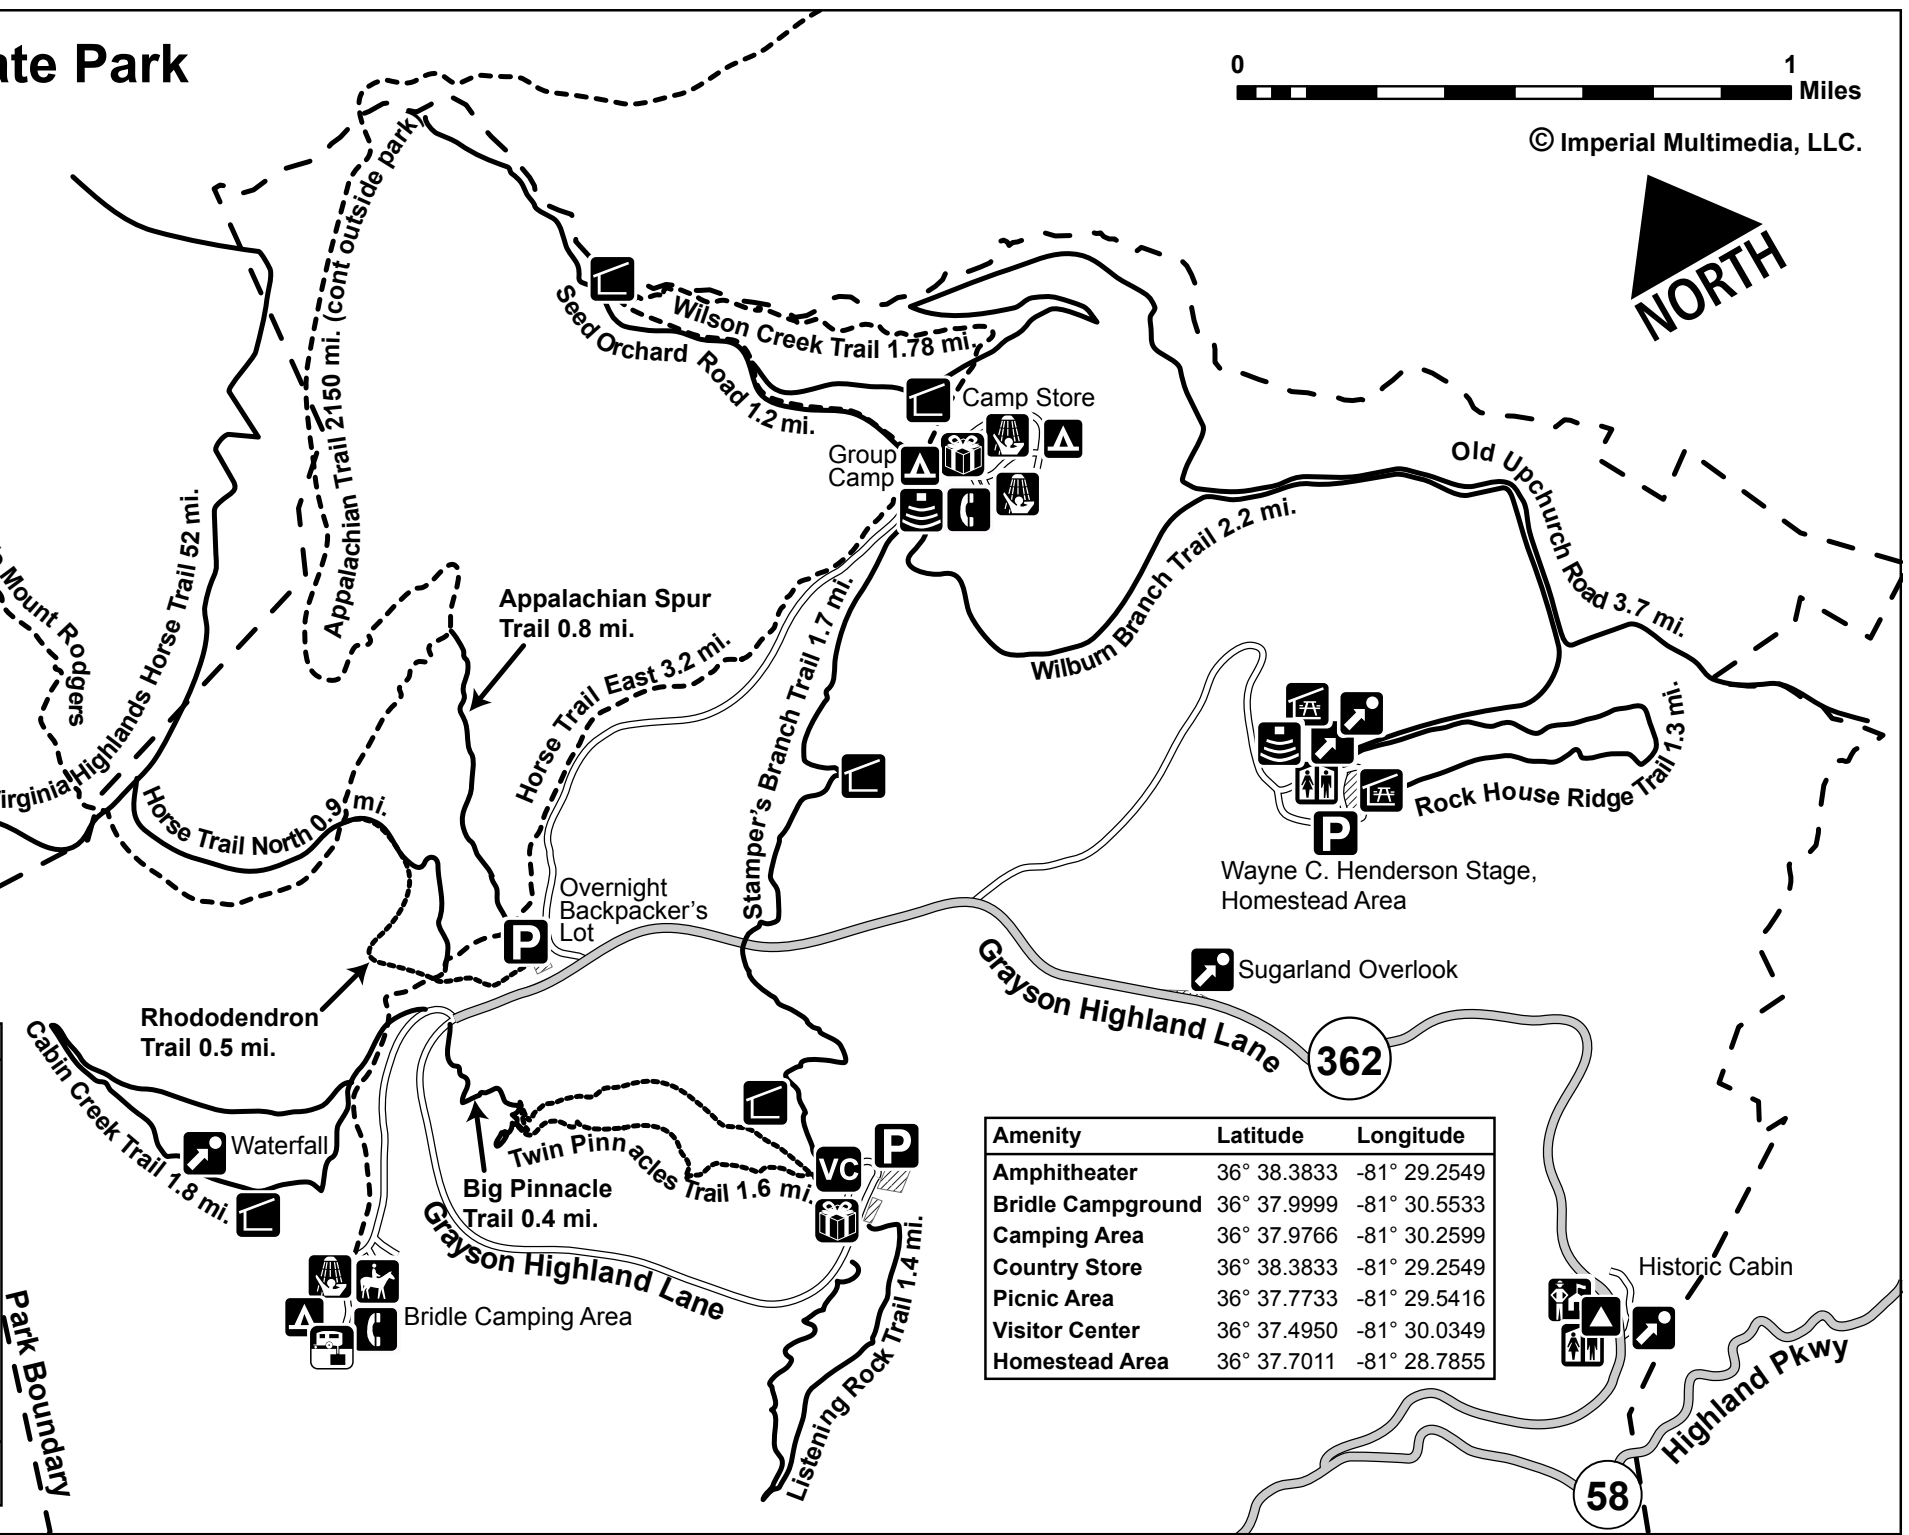 ate Park
0 1
Miles
© Imperial Multimedia, LLC.
NORTH
Appalachian Trail 2150 mi. (cont outside park)
Seed Orchard Road 1.2 mi.
Wilson Creek Trail 1.78 mi.
Camp Store
Group
Camp
Old Upchurch Road 3.7 mi.
Wilburn Branch Trail 2.2 mi.
Mount Rodgers
Virginia Highlands Horse Trail 52 mi.
Appalachian Spur
Trail 0.8 mi.
Horse Trail East 3.2 mi.
Stamper's Branch Trail 1.7 mi.
Horse Trail North 0.9 mi.
Rock House Ridge Trail 1.3 mi.
P
Wayne C. Henderson Stage,
Homestead Area
Overnight
Backpacker's
Lot
P
Sugarland Overlook
Grayson Highland Lane
362
Rhododendron
Trail 0.5 mi.
Cabin Creek Trail 1.8 mi.
Waterfall
Twin Pinnacles Trail 1.6 mi.
VC
P
Big Pinnacle
Trail 0.4 mi.
Grayson Highland Lane
Listening Rock Trail 1.4 mi.
Bridle Camping Area
Park Boundary
Amenity Latitude Longitude
Amphitheater 36° 38.3833 -81° 29.2549
Bridle Campground 36° 37.9999 -81° 30.5533
Camping Area 36° 37.9766 -81° 30.2599
Country Store 36° 38.3833 -81° 29.2549
Picnic Area 36° 37.7733 -81° 29.5416
Visitor Center 36° 37.4950 -81° 30.0349
Homestead Area 36° 37.7011 -81° 28.7855
Historic Cabin
Highland Pkwy
58